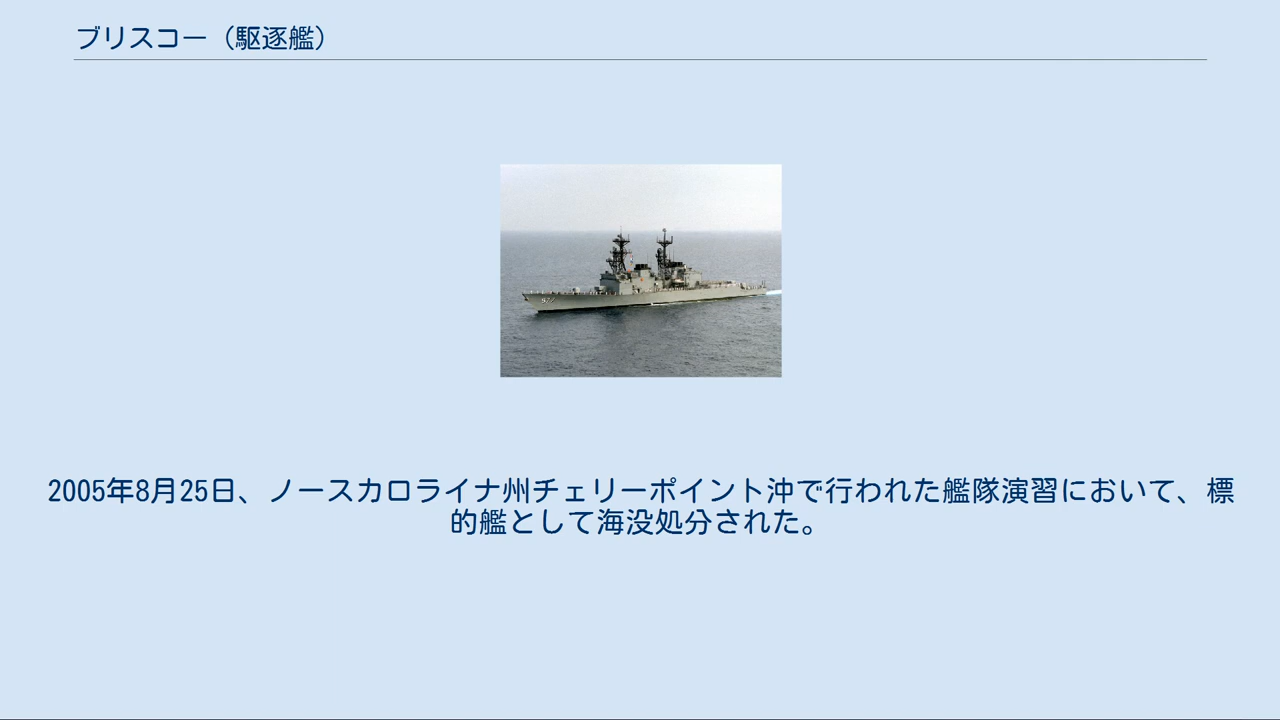 ブリスコー（駆逐艦）
977
2005年8月25日、ノースカロライナ州チェリーポイント沖で行われた艦隊演習において、標
的艦として海没処分された。